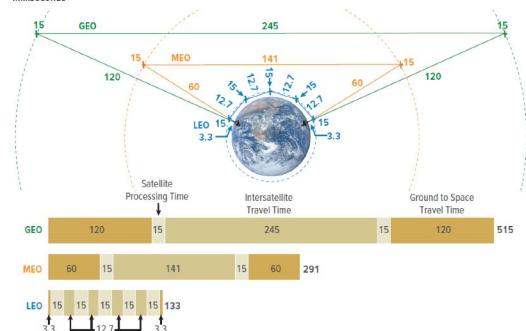 15 GEO 245 15
15 MEO 141 15
120 60 60 120
12.7 15 12.7 15 12.7 15 12.7
LEO 15 15
3.3 3.3
Satellite
Processing Time
Intersatellite
Travel Time
Ground to Space
Travel Time
GEO 120 15 245 15 120 515
MEO 60 15 141 15 60 291
LEO 15 15 15 15 15 133
3.3 12.7 3.3